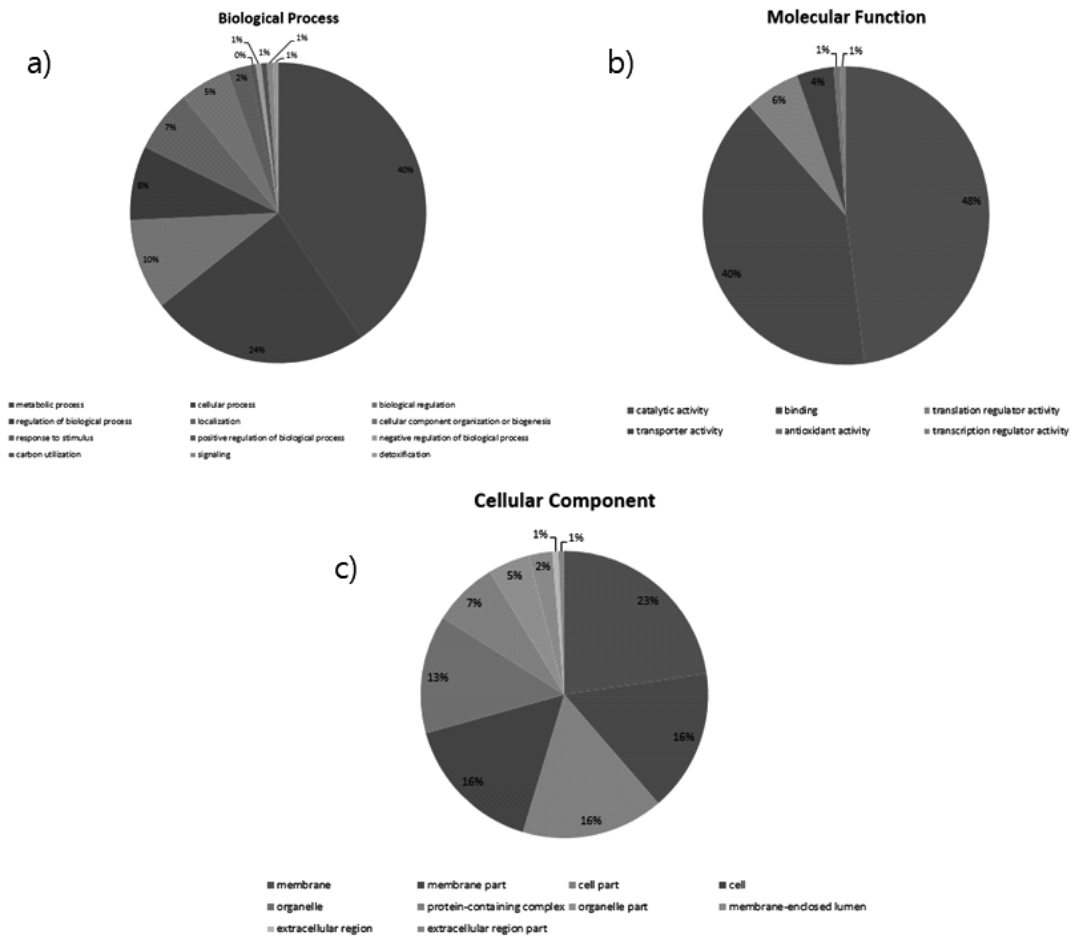 Biological Process
a)
1%
1%
0%
1%
1%
2%
5%
7%
8%
10%
24%
40%
metabolic process
cellular process
biological regulation
regulation of biological process
localization
cellular component organization or biogenesis
response to stimulus
positive regulation of biological process
negative regulation of biological process
carbon utilization
signaling
detoxification
Molecular Function
b)
1%
1%
4%
6%
48%
40%
catalytic activity
binding
translation regulator activity
transporter activity
antioxidant activity
transcription regulator activity
Cellular Component
c)
1%
1%
2%
5%
7%
23%
13%
16%
16%
16%
membrane
membrane part
cell part
cell
organelle
protein-containing complex
organelle part
membrane-enclosed lumen
extracellular region
extracellular region part